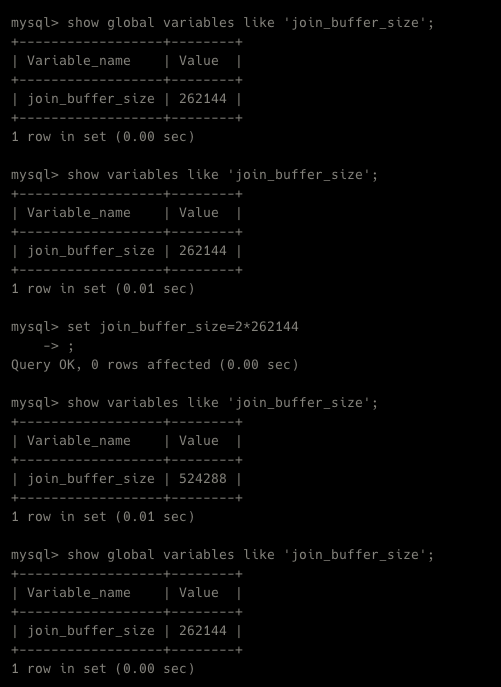 mysql> show global variables like 'join_buffer_size';
+------------------+--------+
| Variable_name    | Value  |
+------------------+--------+
| join_buffer_size | 262144 |
+------------------+--------+
1 row in set (0.00 sec)
mysql> show variables like 'join_buffer_size';
+------------------+--------+
| Variable_name    | Value  |
+------------------+--------+
| join_buffer_size | 262144 |
+------------------+--------+
1 row in set (0.01 sec)
mysql> set join_buffer_size=2*262144
    -> ;
Query OK, 0 rows affected (0.00 sec)
mysql> show variables like 'join_buffer_size';
+------------------+--------+
| Variable_name    | Value  |
+------------------+--------+
| join_buffer_size | 524288 |
+------------------+--------+
1 row in set (0.01 sec)
mysql> show global variables like 'join_buffer_size';
+------------------+--------+
| Variable_name    | Value  |
+------------------+--------+
| join_buffer_size | 262144 |
+------------------+--------+
1 row in set (0.00 sec)